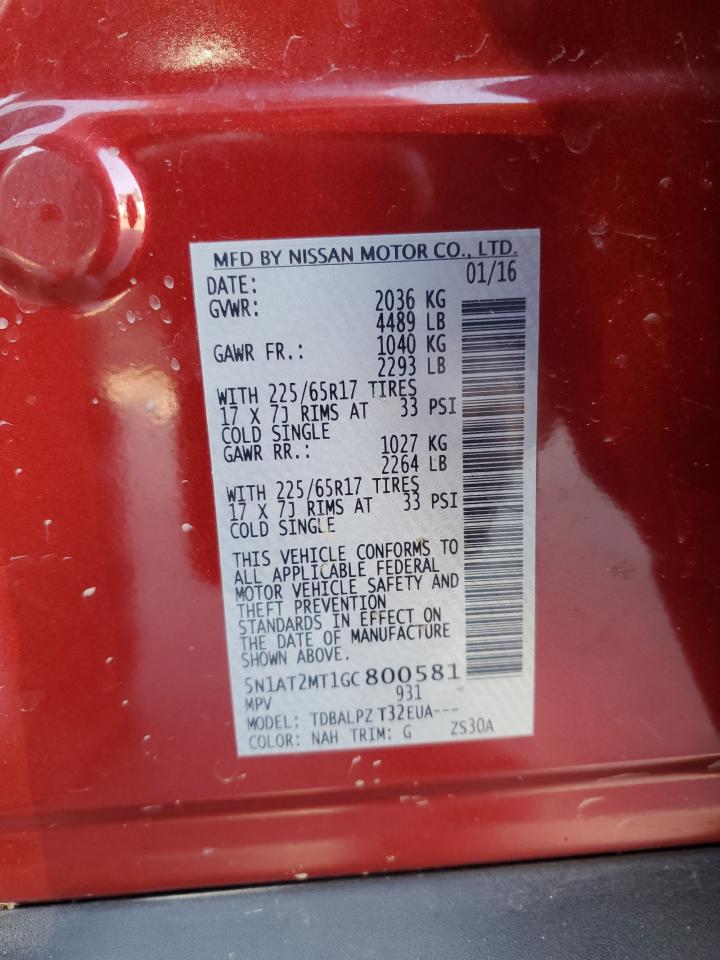 MFD BY NISSAN MOTOR CO., LTD.
DATE: 01/16
GVWR: 2036 KG
4489 LB
GAWR FR.: 1040 KG
2293 LB
WITH 225/65R17 TIRES
17 X 7J RIMS AT 33 PSI
COLD SINGLE
GAWR RR.: 1027 KG
2264 LB
WITH 225/65R17 TIRES
17 X 7J RIMS AT 33 PSI
COLD SINGLE
THIS VEHICLE CONFORMS TO
ALL APPLICABLE FEDERAL
MOTOR VEHICLE SAFETY AND
THEFT PREVENTION
STANDARDS IN EFFECT ON
THE DATE OF MANUFACTURE
SHOWN ABOVE.
5N1AT2MT1GC800581
MPV 931
MODEL: TDBALPZ T32EUA---
COLOR: NAH TRIM: G ZS30A